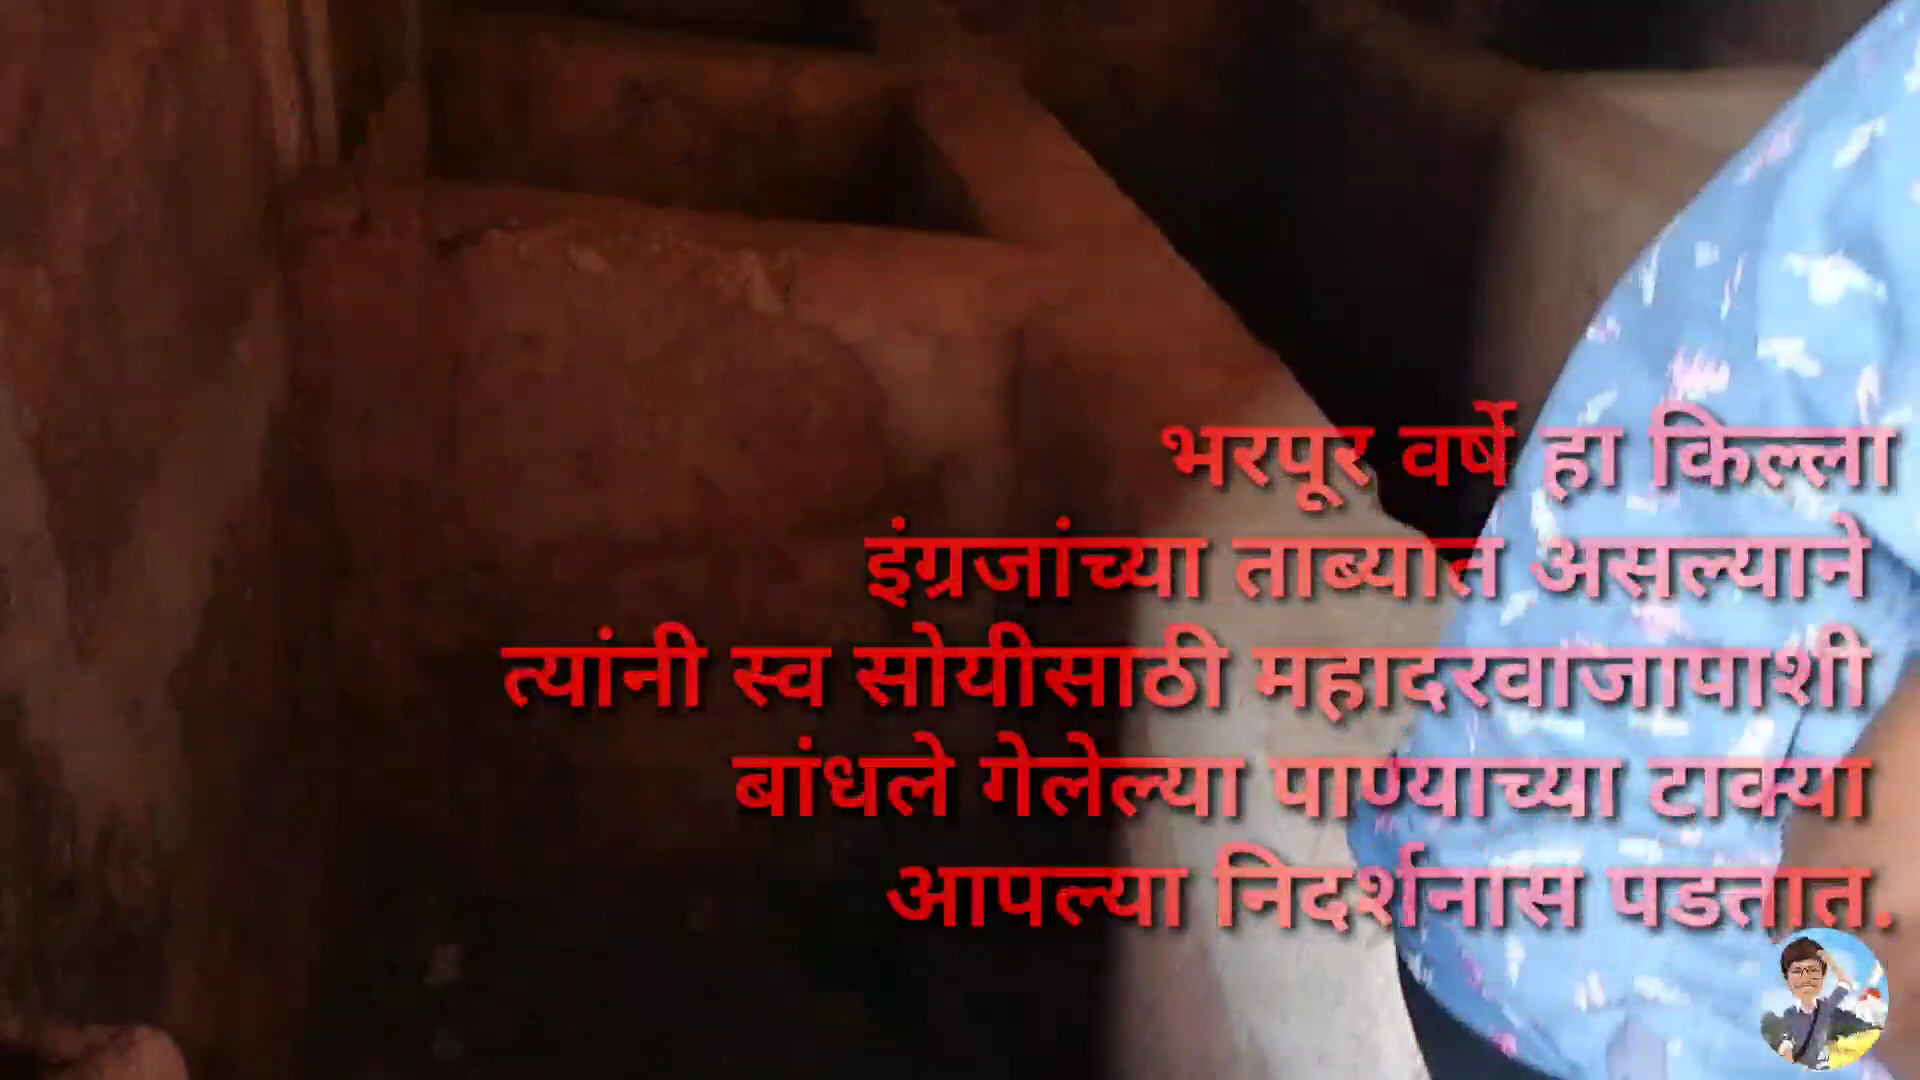 भरपूर वर्षे हा किल्ला
इंग्रजांच्या ताब्यात असल्याने
त्यांनी स्व सोयीसाठी महादरवाजापाशी
बांधले गेलेल्या पाण्याच्या टाक्या
आपल्या निदर्शनास पडतात.